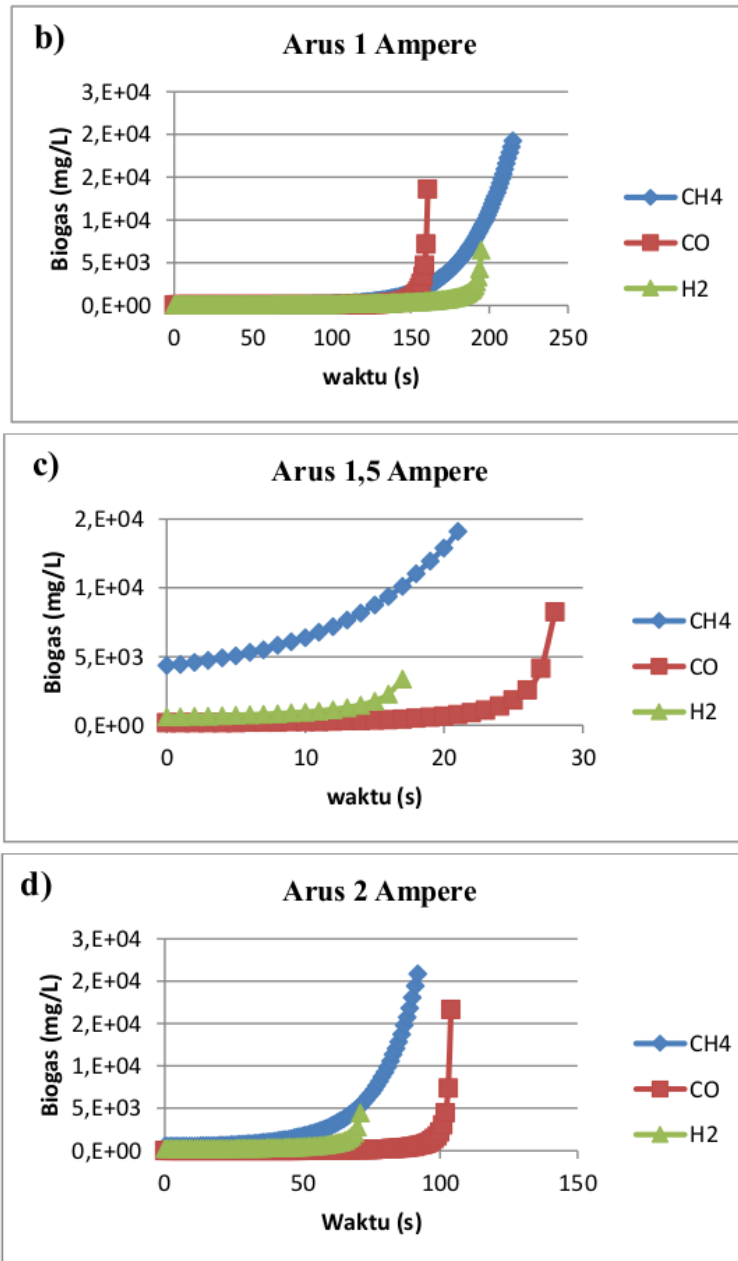 b)
Arus 1 Ampere
3,E+04
2,E+04
2,E+04
1,E+04
5,E+03
0,E+00
Biogas (mg/L)
0 50 100 150 200 250
waktu (s)
CH4
CO
H2
c)
Arus 1,5 Ampere
2,E+04
1,E+04
5,E+03
0,E+00
Biogas (mg/L)
0 10 20 30
waktu (s)
CH4
CO
H2
d)
Arus 2 Ampere
3,E+04
2,E+04
2,E+04
1,E+04
5,E+03
0,E+00
Biogas (mg/L)
0 50 100 150
Waktu (s)
CH4
CO
H2